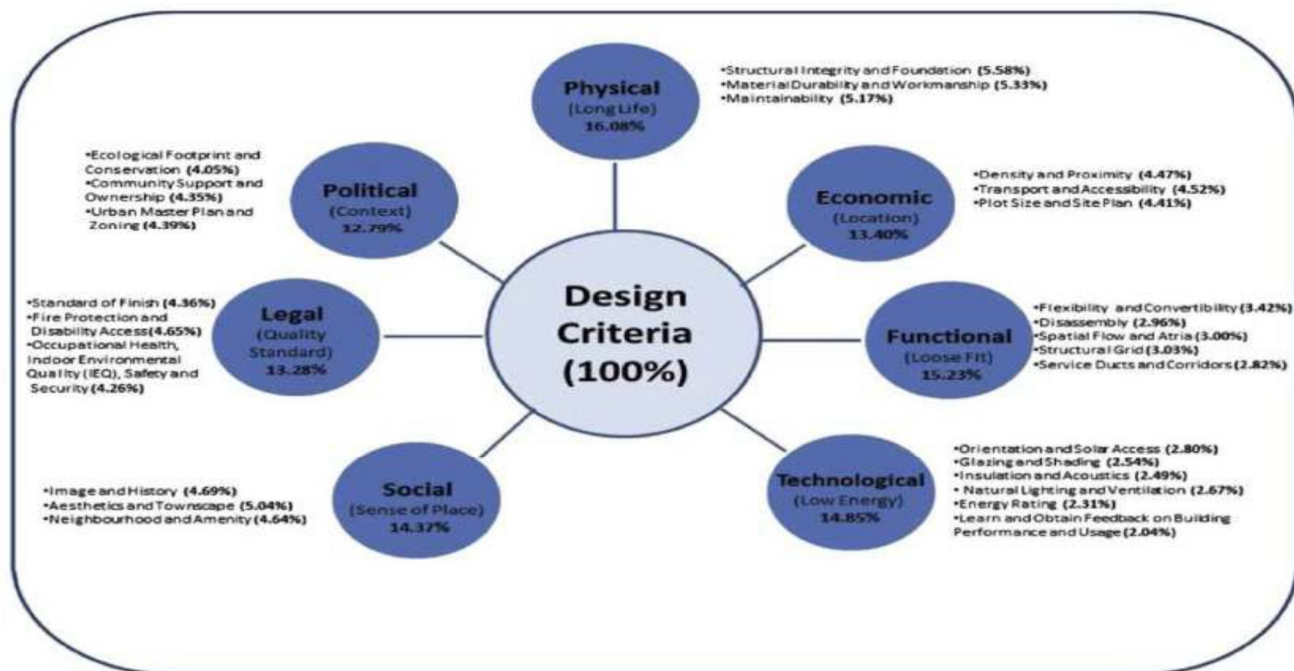 Physical
(Long Life)
16.08%
•Structural Integrity and Foundation (5.58%)
•Material Durability and Workmanship (5.33%)
•Maintainability (5.17%)
Economic
(Location)
13.40%
•Density and Proximity (4.47%)
•Transport and Accessibility (4.52%)
•Plot Size and Site Plan (4.41%)
Functional
(Loose Fit)
15.23%
•Flexibility and Convertibility (3.42%)
•Disassembly (2.96%)
•Spatial Flow and Atria (3.00%)
•Structural Grid (3.03%)
•Service Ducts and Corridors (2.82%)
Technological
(Low Energy)
14.85%
•Orientation and Solar Access (2.80%)
•Glazing and Shading (2.54%)
•Insulation and Acoustics (2.49%)
• Natural Lighting and Ventilation (2.67%)
•Energy Rating (2.31%)
•Learn and Obtain Feedback on Building
Performance and Usage (2.04%)
Social
(Sense of Place)
14.37%
•Image and History (4.69%)
•Aesthetics and Townscape (5.04%)
•Neighbourhood and Amenity (4.64%)
Legal
(Quality
Standard)
13.28%
•Standard of Finish (4.36%)
•Fire Protection and
Disability Access (4.65%)
•Occupational Health,
Indoor Environmental
Quality (IEQ), Safety and
Security (4.26%)
Political
(Context)
12.79%
•Ecological Footprint and
Conservation (4.05%)
•Community Support and
Ownership (4.35%)
•Urban Master Plan and
Zoning (4.39%)
Design
Criteria
(100%)